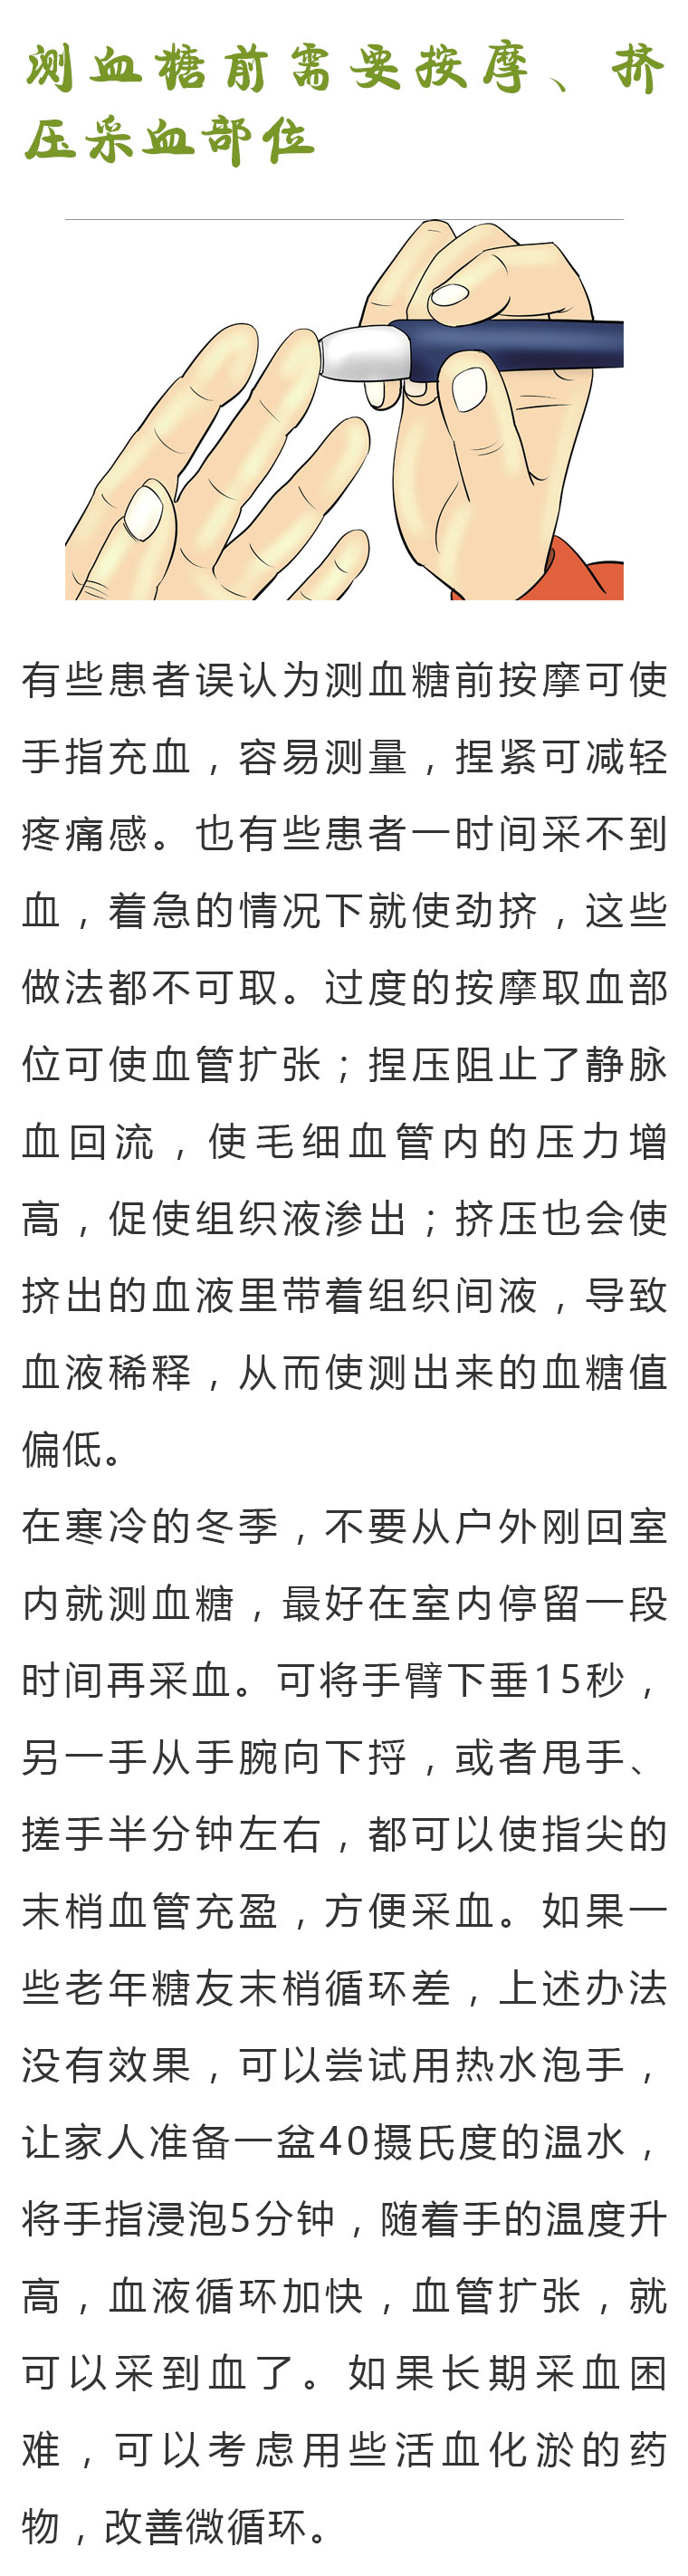 测血糖前需要按摩、挤
压采血部位
有些患者误认为测血糖前按摩可使
手指充血，容易测量，捏紧可减轻
疼痛感。也有些患者一时间采不到
血，着急的情况下就使劲挤，这些
做法都不可取。过度的按摩取血部
位可使血管扩张；捏压阻止了静脉
血回流，使毛细血管内的压力增
高，促使组织液渗出；挤压也会使
挤出的血液里带着组织间液，导致
血液稀释，从而使测出来的血糖值
偏低。
在寒冷的冬季，不要从户外刚回室
内就测血糖，最好在室内停留一段
时间再采血。可将手臂下垂15秒，
另一手从手腕向下捋，或者甩手、
搓手半分钟左右，都可以使指尖的
末梢血管充盈，方便采血。如果一
些老年糖友末梢循环差，上述办法
没有效果，可以尝试用热水泡手，
让家人准备一盆40摄氏度的温水，
将手指浸泡5分钟，随着手的温度升
高，血液循环加快，血管扩张，就
可以采到血了。如果长期采血困
难，可以考虑用些活血化淤的药
物，改善微循环。